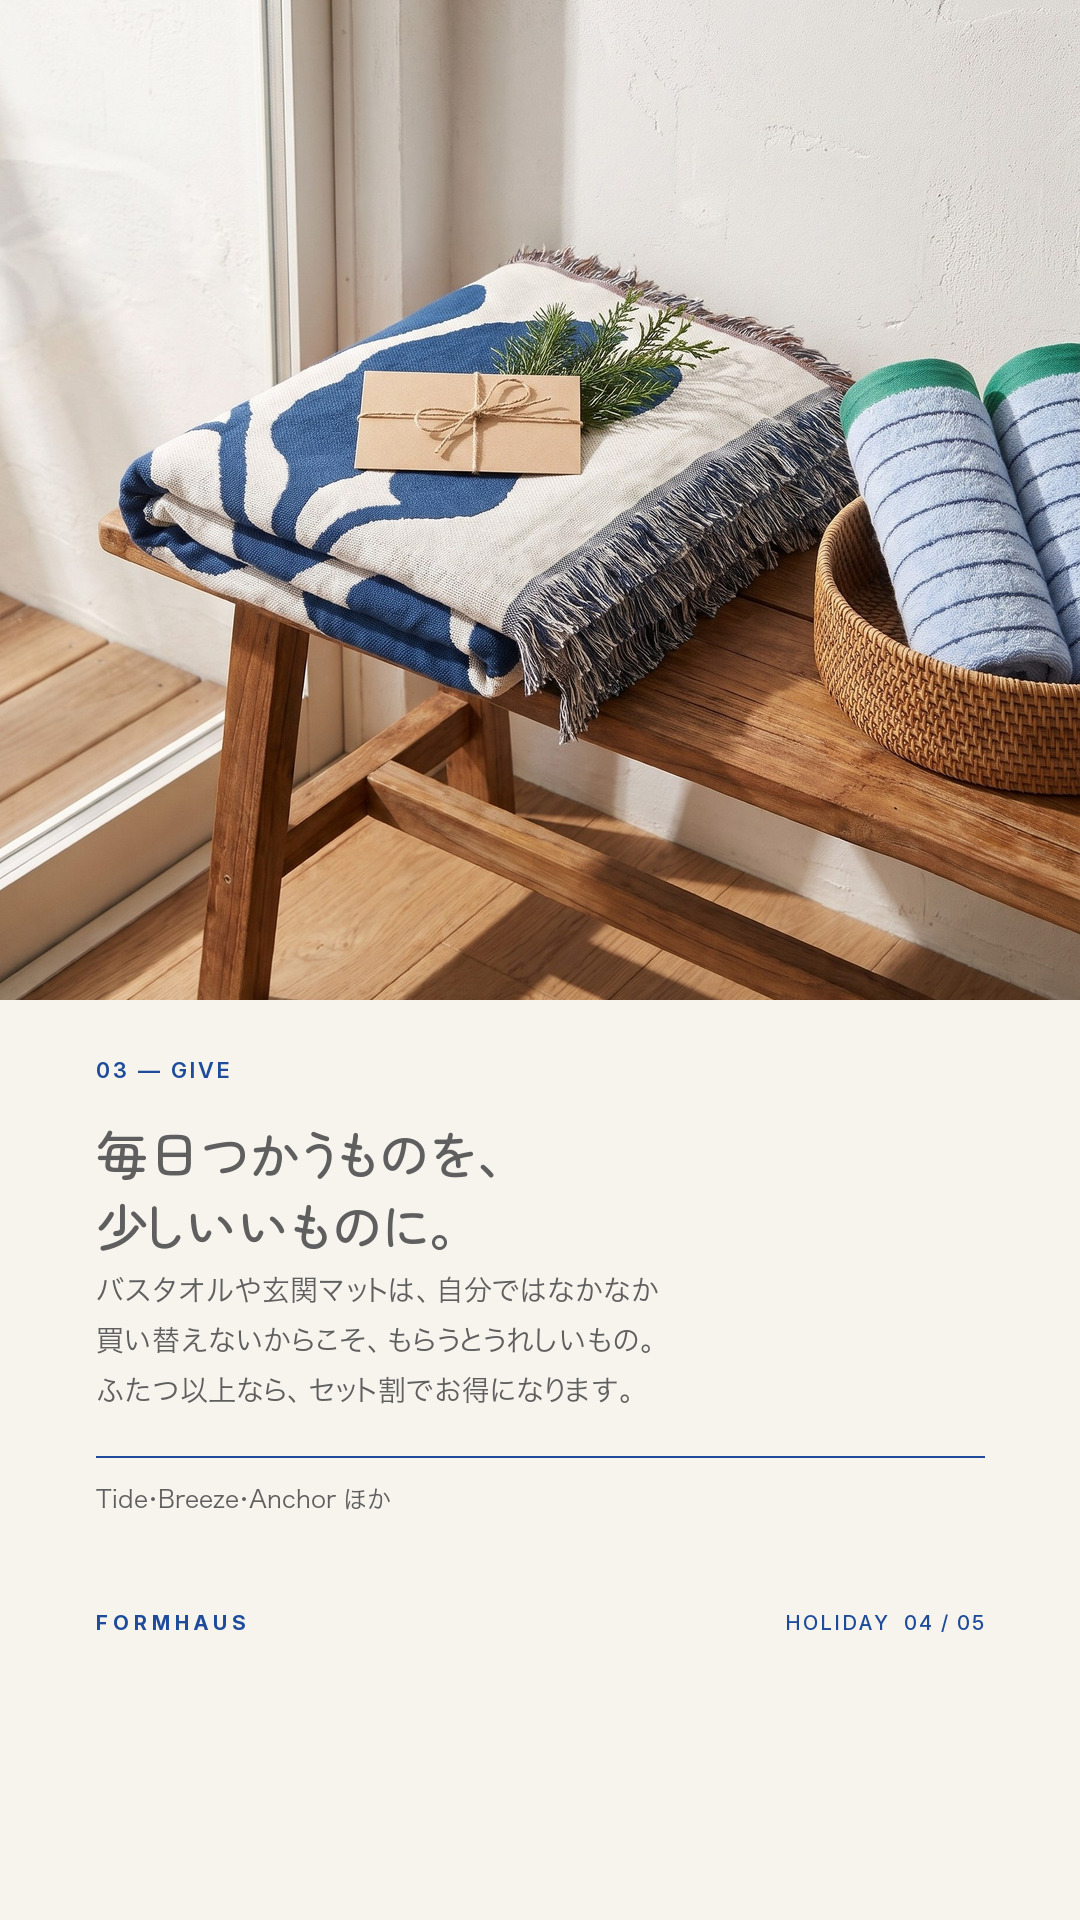 03 — GIVE
毎日つかうものを、
少しいいものに。
バスタオルや玄関マットは、自分ではなかなか
買い替えないからこそ、もらうとうれしいもの。
ふたつ以上なら、セット割でお得になります。
Tide・Breeze・Anchor ほか
FORMHAUS
HOLIDAY 04 / 05